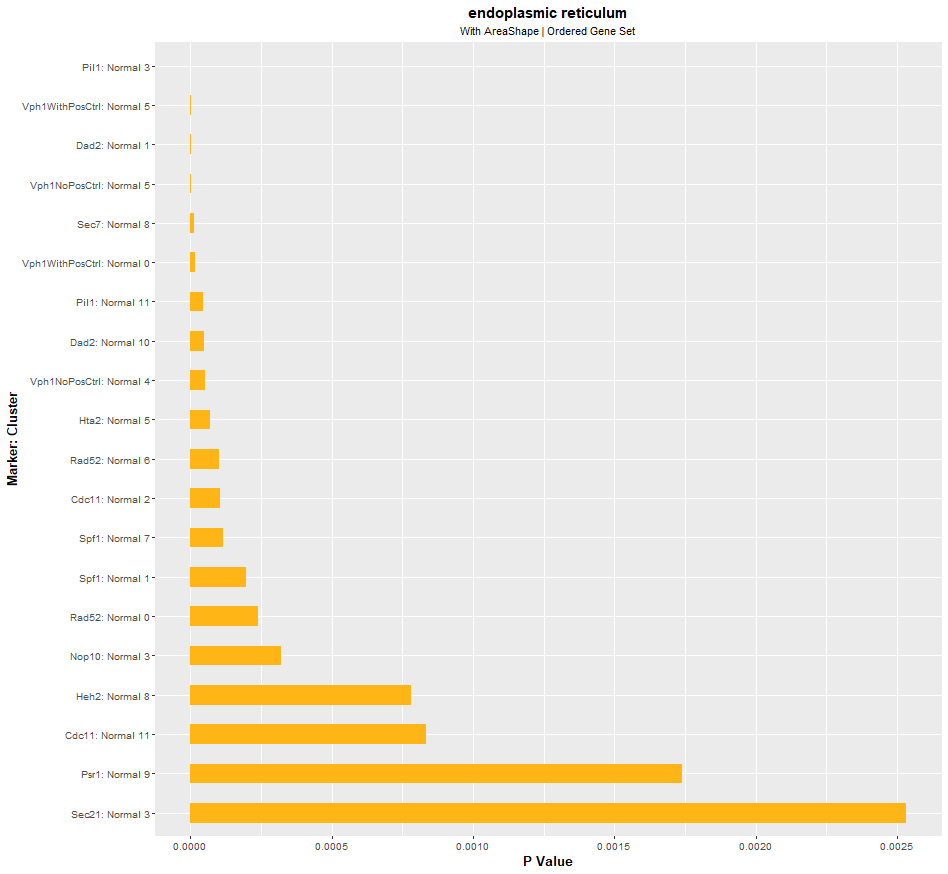 endoplasmic reticulum
With AreaShape | Ordered Gene Set
Marker: Cluster
Pil1: Normal 3
Vph1WithPosCtrl: Normal 5
Dad2: Normal 1
Vph1NoPosCtrl: Normal 5
Sec7: Normal 8
Vph1WithPosCtrl: Normal 0
Pil1: Normal 11
Dad2: Normal 10
Vph1NoPosCtrl: Normal 4
Hta2: Normal 5
Rad52: Normal 6
Cdc11: Normal 2
Spf1: Normal 7
Spf1: Normal 1
Rad52: Normal 0
Nop10: Normal 3
Heh2: Normal 8
Cdc11: Normal 11
Psr1: Normal 9
Sec21: Normal 3
0.0000 0.0005 0.0010 0.0015 0.0020 0.0025
P Value